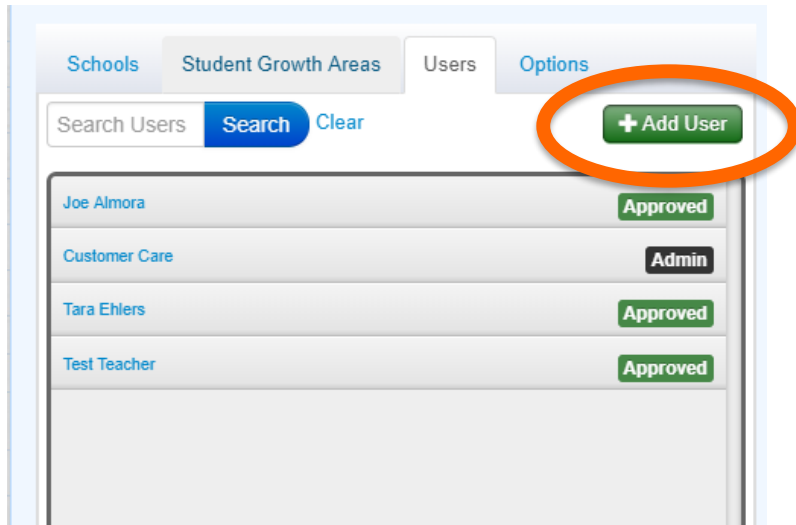 Schools Student Growth Areas Users Options
Search Users Search Clear + Add User
Joe Almora Approved
Customer Care Admin
Tara Ehlers Approved
Test Teacher Approved